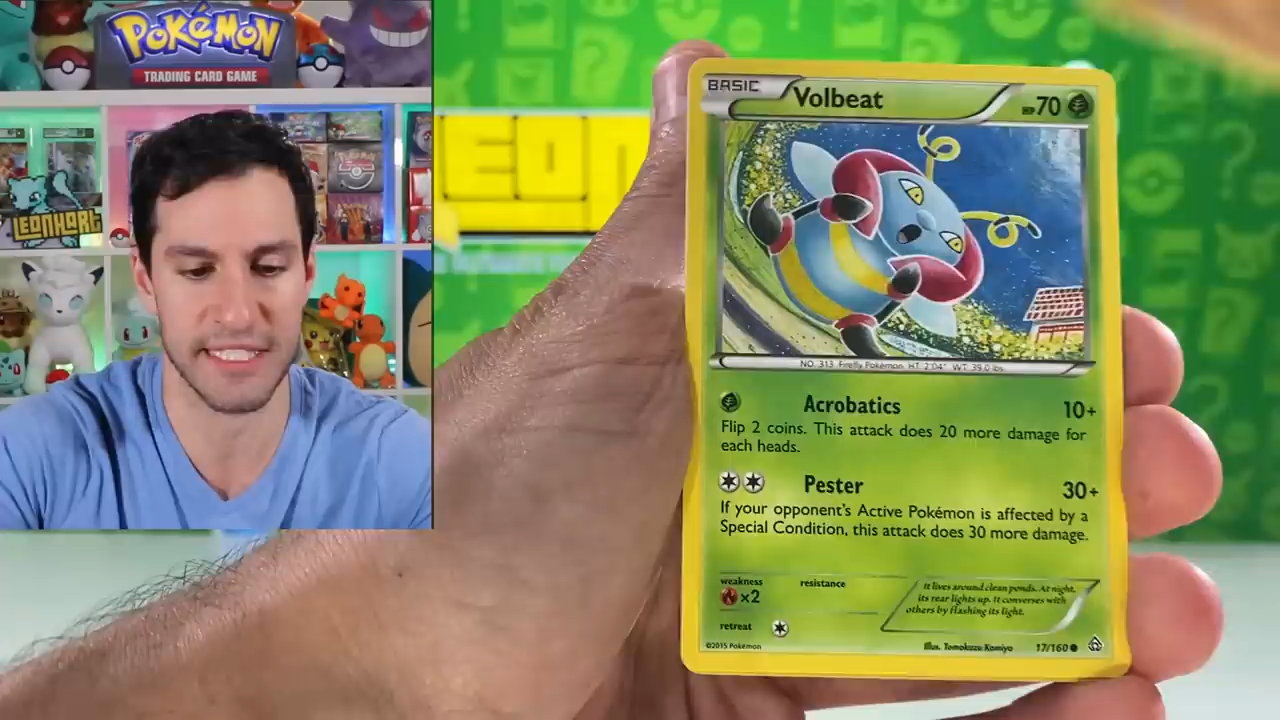 Pokémon
TRADING CARD GAME
LEONHART
EON
BASIC
Volbeat
HP70
NO. 313 Firefly Pokémon HT: 2'04" WT: 39.0 lbs.
Acrobatics 10+
Flip 2 coins. This attack does 20 more damage for
each heads.
Pester 30+
If your opponent's Active Pokémon is affected by a
Special Condition, this attack does 30 more damage.
weakness
×2
resistance
retreat
It lives around clean ponds. At night,
its rear lights up. It converses with
others by flashing its light.
©2015 Pokémon
Illus. Tomokazu Komiya
17/160